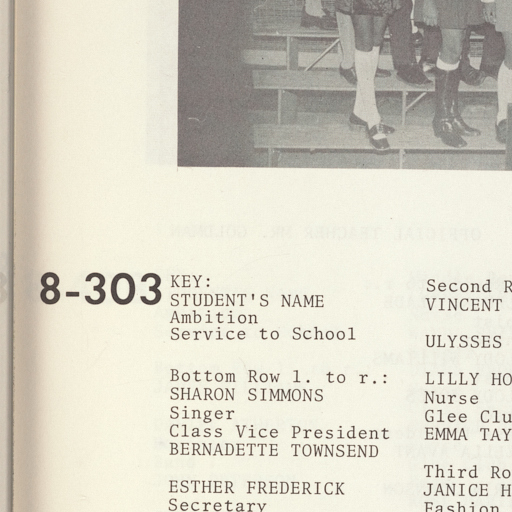 8-303
KEY:
STUDENT'S NAME
Ambition
Service to School
Bottom Row l. to r.:
SHARON SIMMONS
Singer
Class Vice President
BERNADETTE TOWNSEND
ESTHER FREDERICK
Secretary
Second R
VINCENT
ULYSSES
LILLY HO
Nurse
Glee Clu
EMMA TAY
Third Ro
JANICE H
Fashion